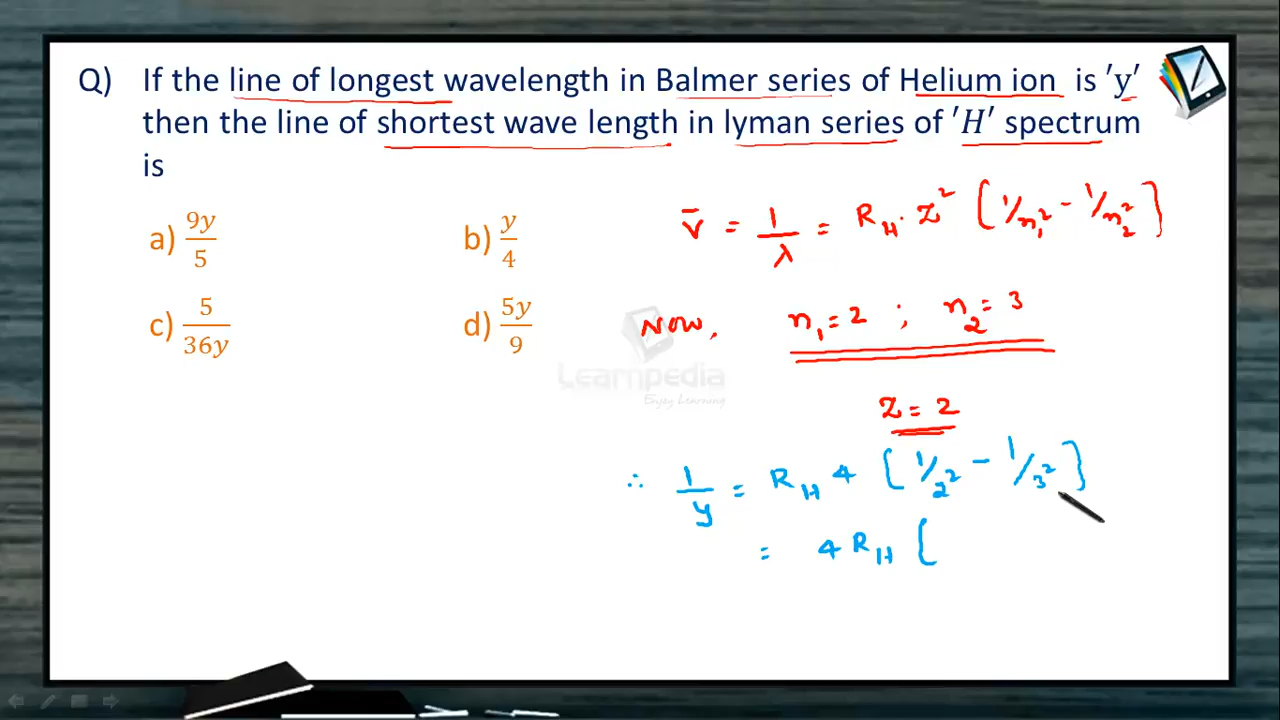 Q) If the line of longest wavelength in Balmer series of Helium ion is 'y'
then the line of shortest wave length in lyman series of 'H' spectrum
is
a) 9y/5 b) y/4
c) 5/36y d) 5y/9
v̄ = 1/λ = R_H · Z² [1/n₁² - 1/n₂²]
Now, n₁ = 2 ; n₂ = 3
Z = 2
∴ 1/y = R_H 4 [1/2² - 1/3²]
= 4 R_H [
Learnpedia
Enjoy Learning